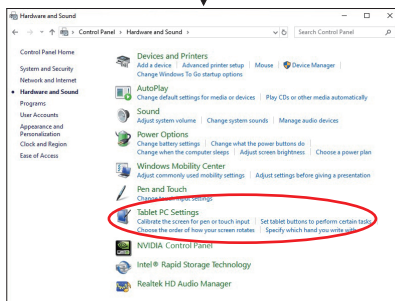 Hardware and Sound
Control Panel > Hardware and Sound >
Search Control Panel
Control Panel Home
System and Security
Network and Internet
Hardware and Sound
Programs
User Accounts
Appearance and
Personalization
Clock and Region
Ease of Access
Devices and Printers
Add a device | Advanced printer setup | Mouse | Device Manager |
Change Windows To Go startup options
AutoPlay
Change default settings for media or devices | Play CDs or other media automatically
Sound
Adjust system volume | Change system sounds | Manage audio devices
Power Options
Change battery settings | Change what the power buttons do |
Change when the computer sleeps | Adjust screen brightness | Choose a power plan
Windows Mobility Center
Adjust commonly used mobility settings | Adjust settings before giving a presentation
Pen and Touch
Change touch input settings
Tablet PC Settings
Calibrate the screen for pen or touch input | Set tablet buttons to perform certain tasks
Choose the order of how your screen rotates | Specify which hand you write with
NVIDIA Control Panel
Intel® Rapid Storage Technology
Realtek HD Audio Manager